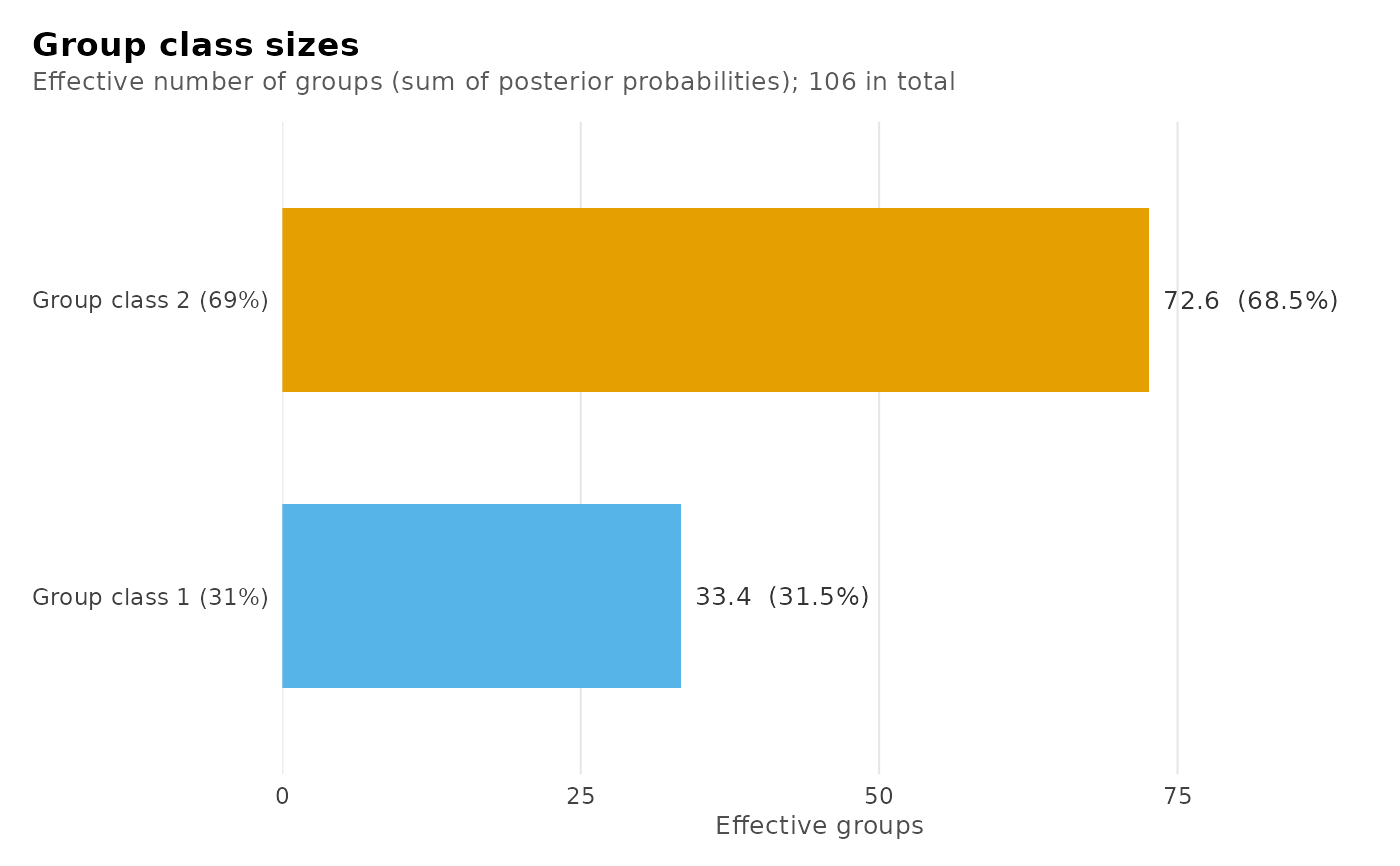 Group class sizes
Effective number of groups (sum of posterior probabilities); 106 in total
Group class 2 (69%)
72.6 (68.5%)
Group class 1 (31%)
33.4 (31.5%)
0 25 50 75
Effective groups